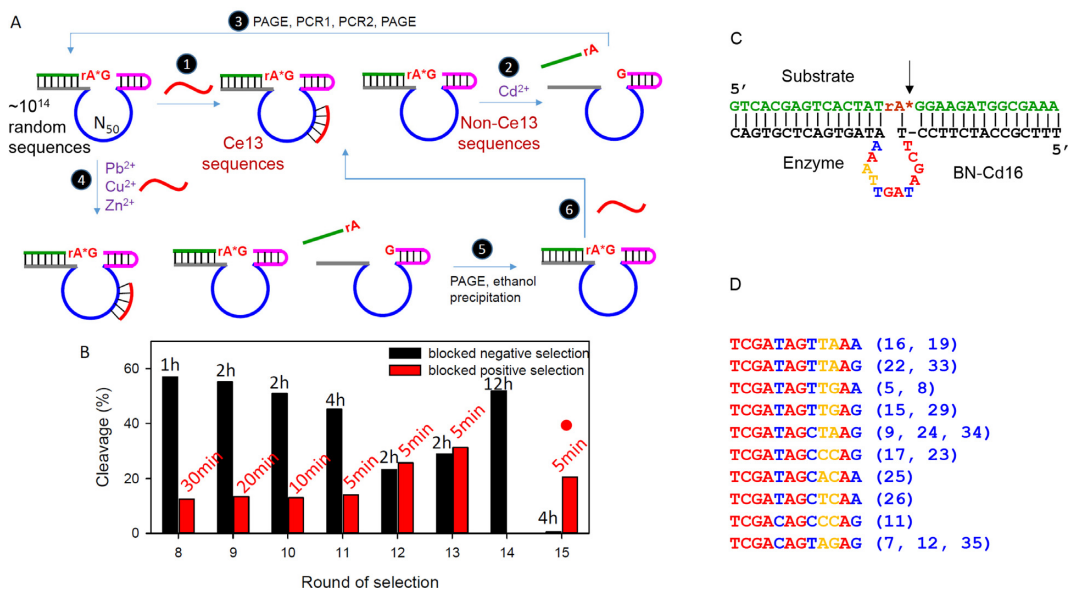 A
3 PAGE, PCR1, PCR2, PAGE
rA*G
1
rA*G
rA*G
2
Cd2+
rA
G
~10^14
random
sequences
N50
Ce13
sequences
Non-Ce13
sequences
4
Pb2+
Cu2+
Zn2+
6
rA*G
rA*G
rA
G
5
PAGE, ethanol
precipitation
rA*G
B
blocked negative selection
blocked positive selection
Cleavage (%)
60
40
20
0
1h
2h
2h
4h
2h
2h
12h
4h
30min
20min
10min
5min
5min
5min
5min
8 9 10 11 12 13 14 15
Round of selection
C
Substrate
5′
GTCACGAGTCACTATrA*GGAAGATGGCGAAA
CAGTGCTCAGTGATA T-CCTTCTACCGCTTT
5′
Enzyme
A
A
A
T
T
G
A
T
A
G
C
T
BN-Cd16
D
TCGATAGTTAAA (16, 19)
TCGATAGTTAAG (22, 33)
TCGATAGTTGAA (5, 8)
TCGATAGTTGAG (15, 29)
TCGATAGCTAAG (9, 24, 34)
TCGATAGCCCAG (17, 23)
TCGATAGCACAA (25)
TCGATAGCTCAA (26)
TCGACAGCCCAG (11)
TCGACAGTAGAG (7, 12, 35)